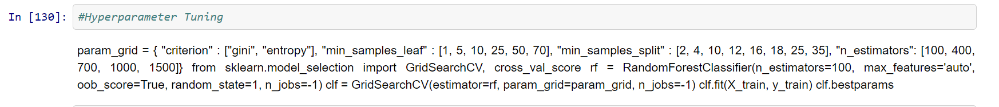 In [130]: #Hyperparameter Tuning
param_grid = { "criterion" : ["gini", "entropy"], "min_samples_leaf" : [1, 5, 10, 25, 50, 70], "min_samples_split" : [2, 4, 10, 12, 16, 18, 25, 35], "n_estimators": [100, 400,
700, 1000, 1500]} from sklearn.model_selection import GridSearchCV, cross_val_score rf = RandomForestClassifier(n_estimators=100, max_features='auto',
oob_score=True, random_state=1, n_jobs=-1) clf = GridSearchCV(estimator=rf, param_grid=param_grid, n_jobs=-1) clf.fit(X_train, y_train) clf.bestparams